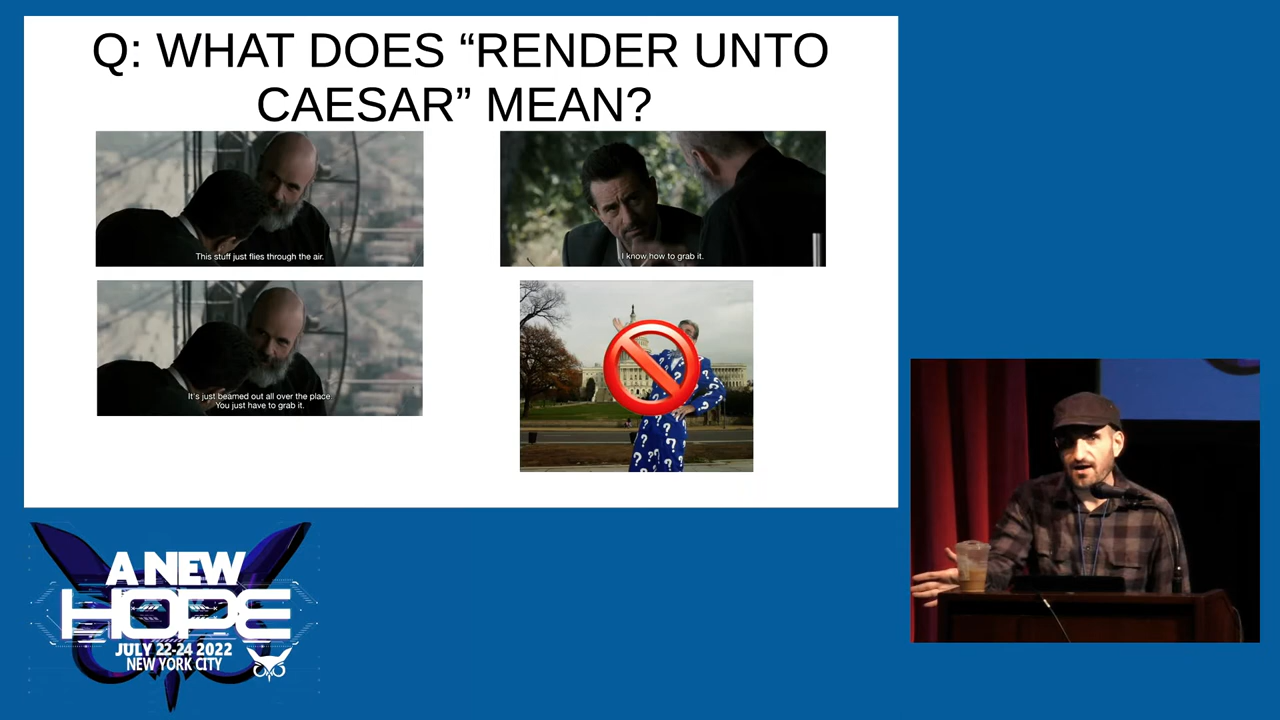 Q: WHAT DOES “RENDER UNTO
CAESAR” MEAN?
This stuff just flies through the air.
I know how to grab it.
It's just beamed out all over the place.
You just have to grab it.
? ? ? ? ? ? ?
A NEW
HOPE
JULY 22-24 2022
NEW YORK CITY